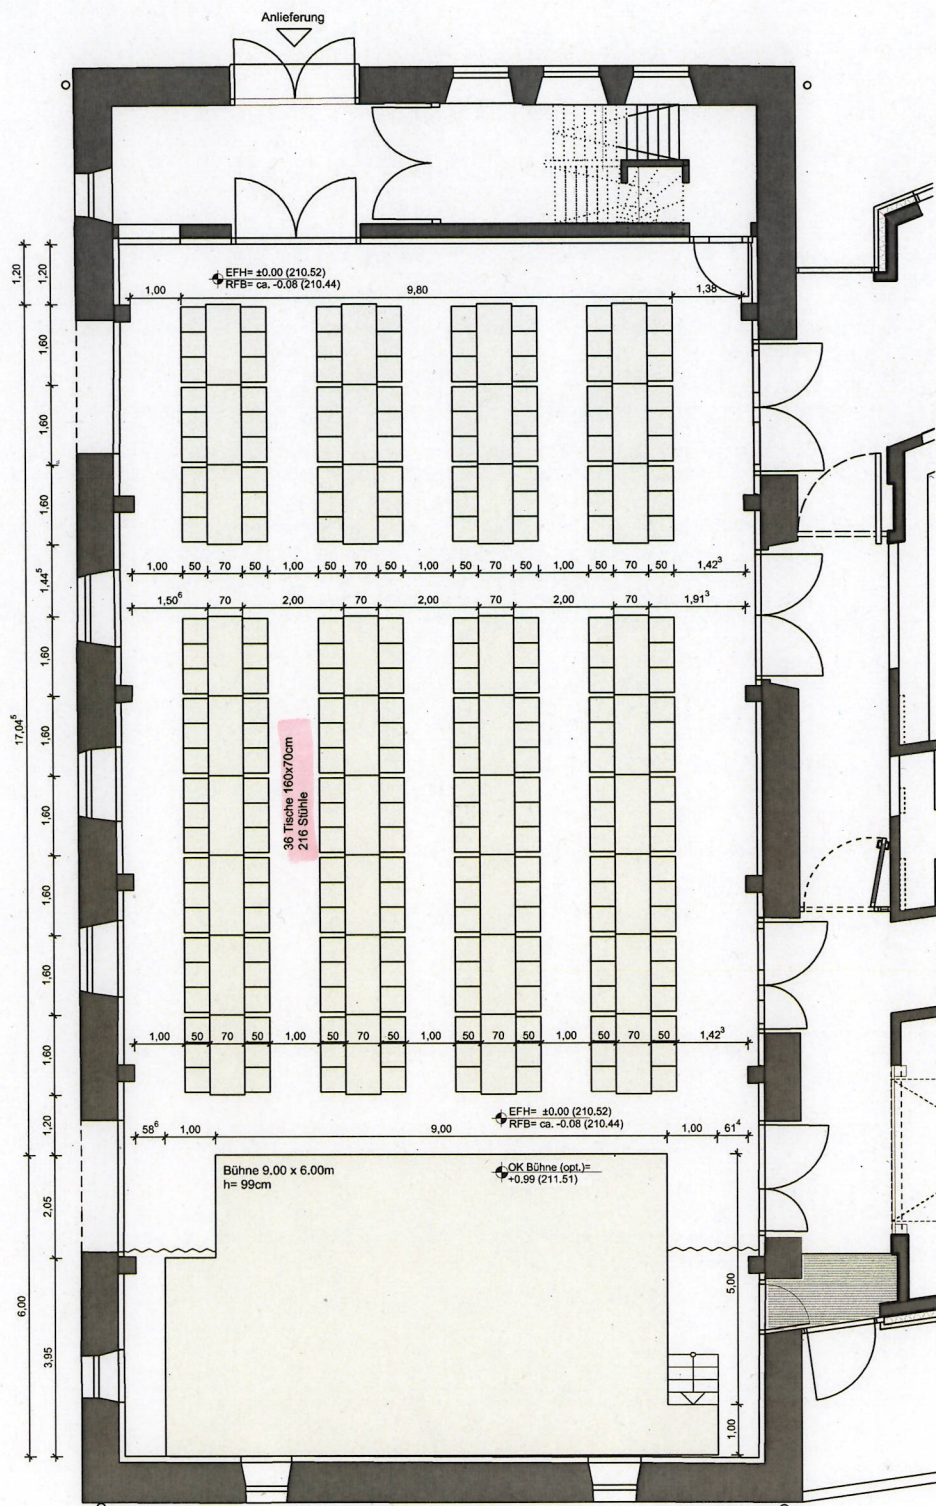 Anlieferung
EFH= ±0.00 (210.52)
RFB= ca. -0.08 (210.44)
1,20
1,20
1,00
9,80
1,38
1,60
1,60
1,60
1,00 50 70 50 1,00 50 70 50 1,00 50 70 50 1,00 50 70 50 1,42³
1,44⁵
1,50⁶ 70 2,00 70 2,00 70 2,00 70 1,91³
1,60
17,04⁵
1,60
36 Tische 160x70cm
216 Stühle
1,60
1,60
1,60
1,00 50 70 50 1,00 50 70 50 1,00 50 70 50 1,00 50 70 50 1,42³
1,60
1,20
EFH= ±0.00 (210.52)
RFB= ca. -0.08 (210.44)
58⁶ 1,00 9,00 1,00 61⁴
Bühne 9.00 x 6.00m
h= 99cm
OK Bühne (opt.)=
+0.99 (211.51)
2,05
6,00
5,00
3,95
1,00